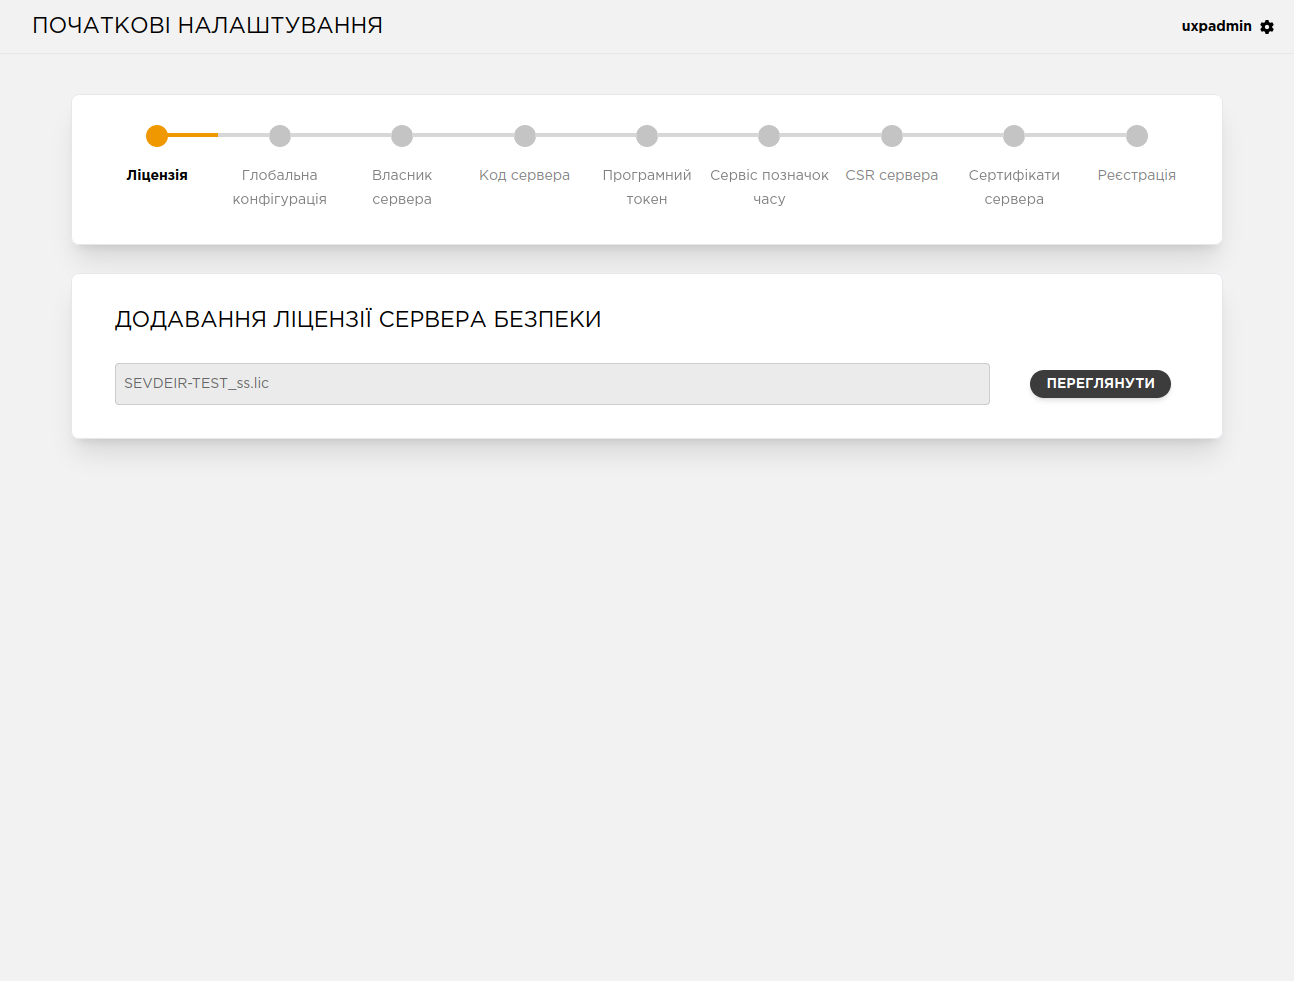 ПОЧАТКОВІ НАЛАШТУВАННЯ
uxpadmin
Ліцензія
Глобальна
конфігурація
Власник
сервера
Код сервера
Програмний
токен
Сервіс позначок
часу
CSR сервера
Сертифікати
сервера
Реєстрація
ДОДАВАННЯ ЛІЦЕНЗІЇ СЕРВЕРА БЕЗПЕКИ
SEVDEIR-TEST_ss.lic
ПЕРЕГЛЯНУТИ